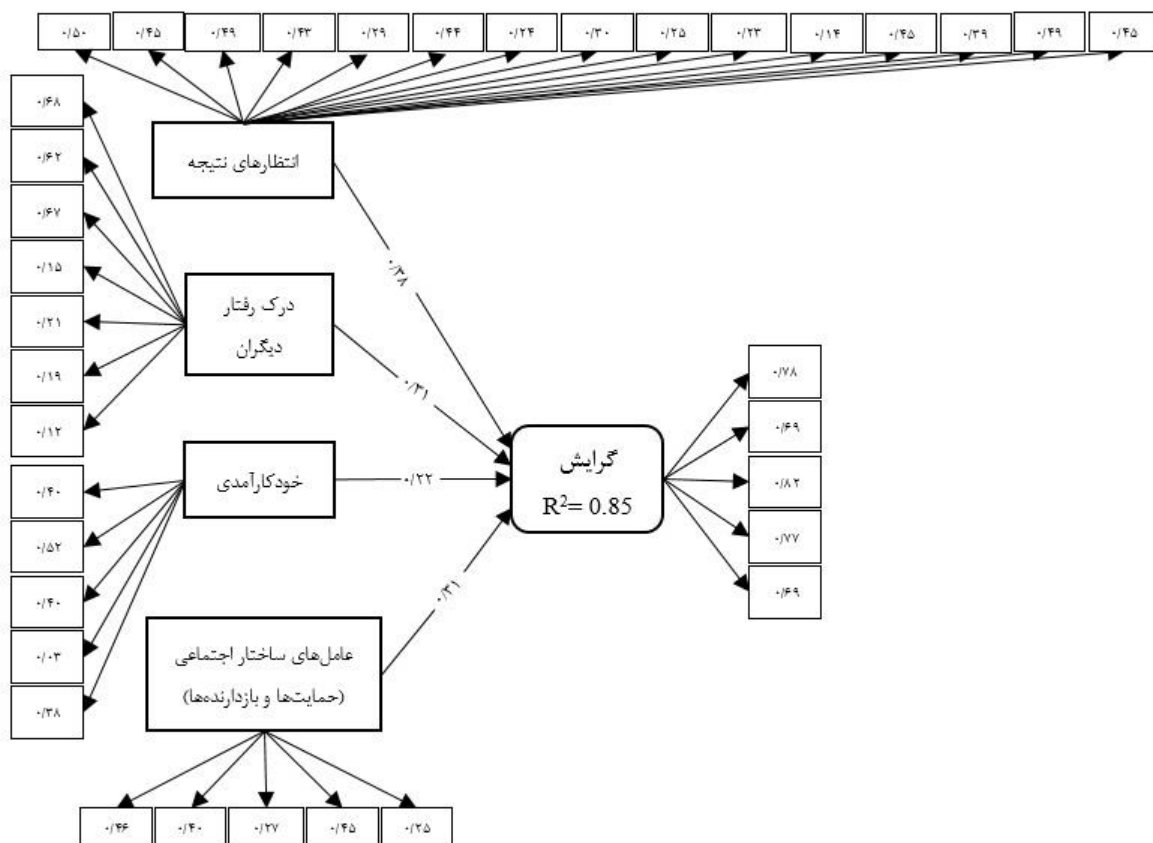 ۰/۵۰ ۰/۴۵ ۰/۴۹ ۰/۴۳ ۰/۲۹ ۰/۴۴ ۰/۲۴ ۰/۳۰ ۰/۲۵ ۰/۲۳ ۰/۱۴ ۰/۴۵ ۰/۳۹ ۰/۴۹ ۰/۴۵
انتظارهای نتیجه
۰/۶۸
۰/۶۲
۰/۶۷
۰/۱۵
۰/۲۱
۰/۱۹
۰/۱۲
درک رفتار
دیگران
۰/۳۸
۰/۳۱
خودکارآمدی
۰/۲۲
۰/۴۰
۰/۵۲
۰/۴۰
۰/۰۳
۰/۳۸
عامل‌های ساختار اجتماعی
(حمایت‌ها و بازدارنده‌ها)
۰/۳۱
۰/۴۶ ۰/۴۰ ۰/۲۷ ۰/۴۵ ۰/۲۵
گرایش
R²= 0.85
۰/۷۸
۰/۶۹
۰/۸۲
۰/۷۷
۰/۶۹